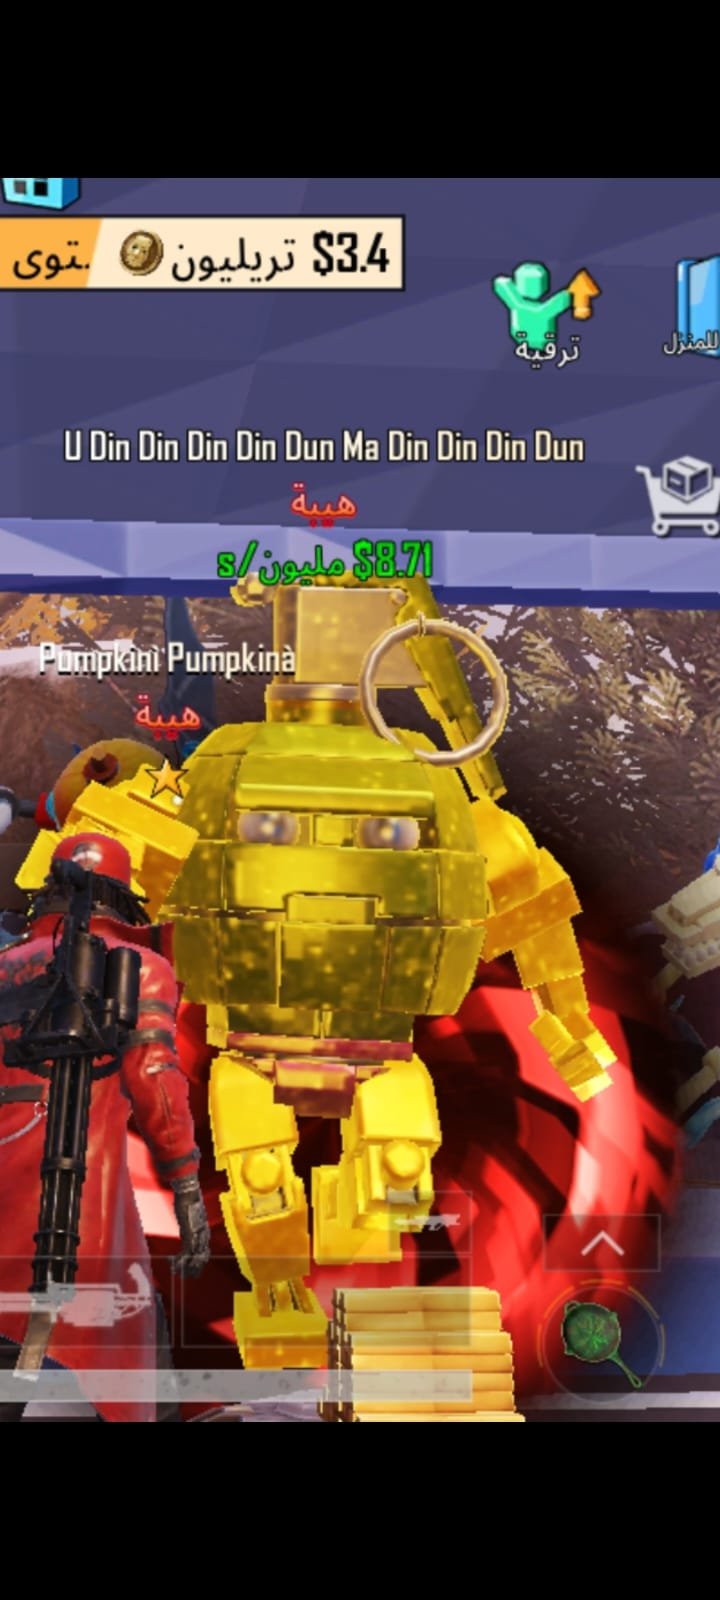 $3.4 تريليون
توى.
ترقية
للمنزل
U Din Din Din Din Dun Ma Din Din Din Dun
هيبة
$8.71 مليون/s
Pumpkini Pumpkinà
هيبة